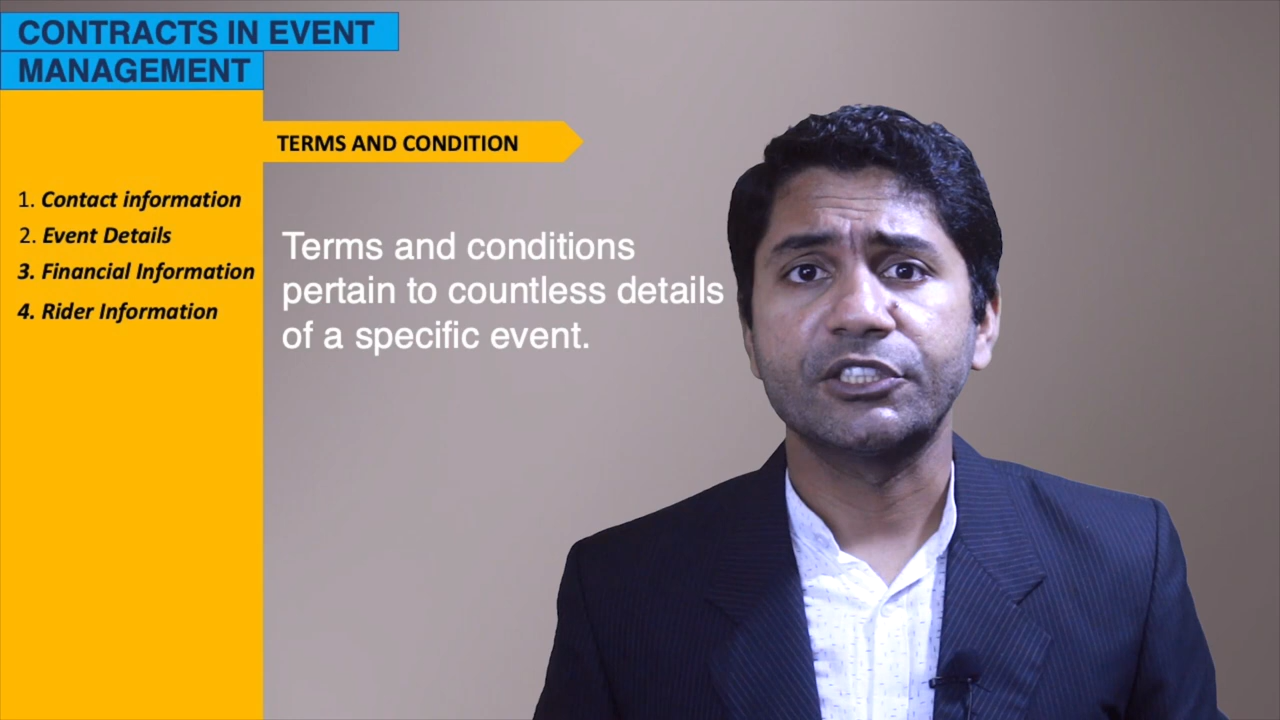 CONTRACTS IN EVENT
MANAGEMENT
TERMS AND CONDITION
1. Contact information
2. Event Details
3. Financial Information
4. Rider Information
Terms and conditions
pertain to countless details
of a specific event.